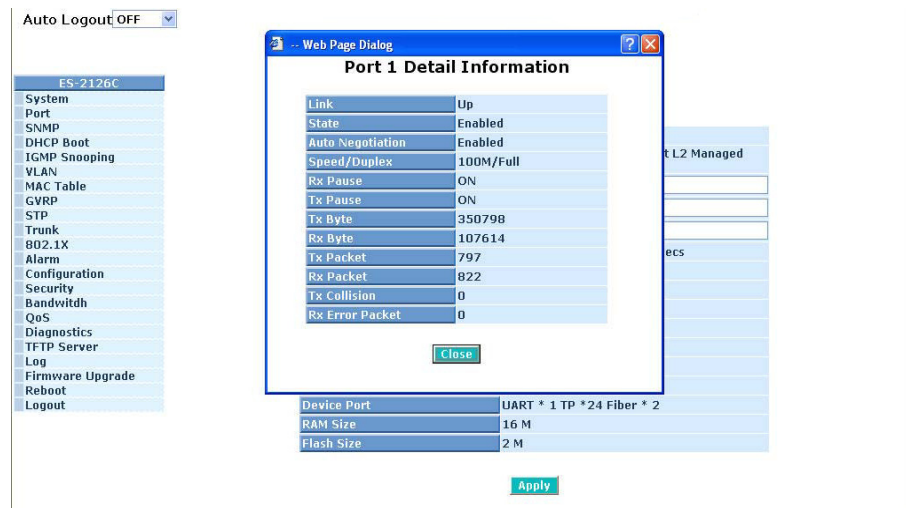 Auto Logout OFF
ES-2126C
System
Port
SNMP
DHCP Boot
IGMP Snooping
VLAN
MAC Table
GVRP
STP
Trunk
802.1X
Alarm
Configuration
Security
Bandwitdh
QoS
Diagnostics
TFTP Server
Log
Firmware Upgrade
Reboot
Logout
-- Web Page Dialog
Port 1 Detail Information
Link Up
State Enabled
Auto Negotiation Enabled
Speed/Duplex 100M/Full
Rx Pause ON
Tx Pause ON
Tx Byte 350798
Rx Byte 107614
Tx Packet 797
Rx Packet 822
Tx Collision 0
Rx Error Packet 0
Close
t L2 Managed
ecs
Device Port UART * 1 TP *24 Fiber * 2
RAM Size 16 M
Flash Size 2 M
Apply